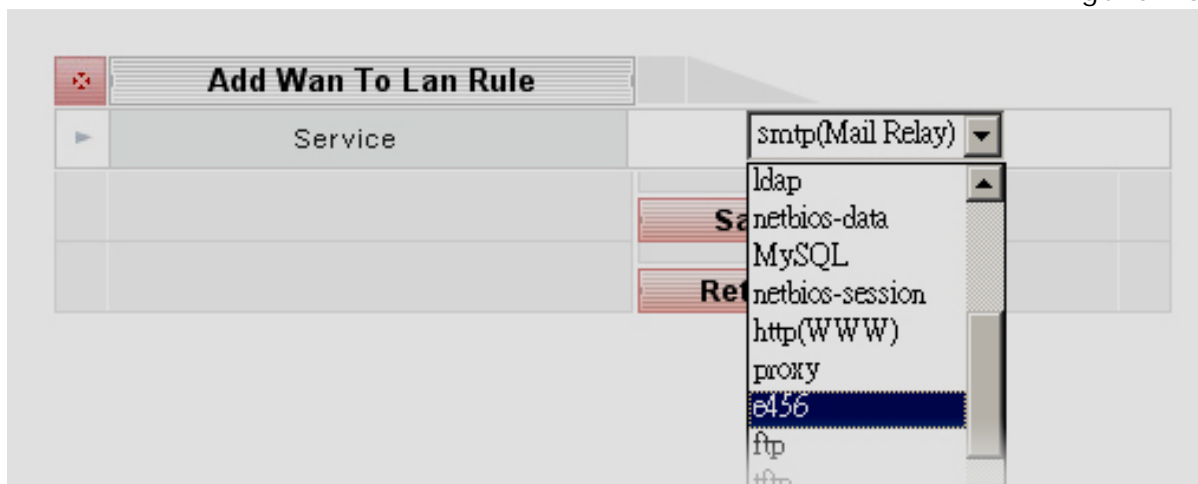 Add Wan To Lan Rule
Service
smtp(Mail Relay)
ldap
netbios-data
MySQL
netbios-session
http(WWW)
proxy
e456
ftp
tftp